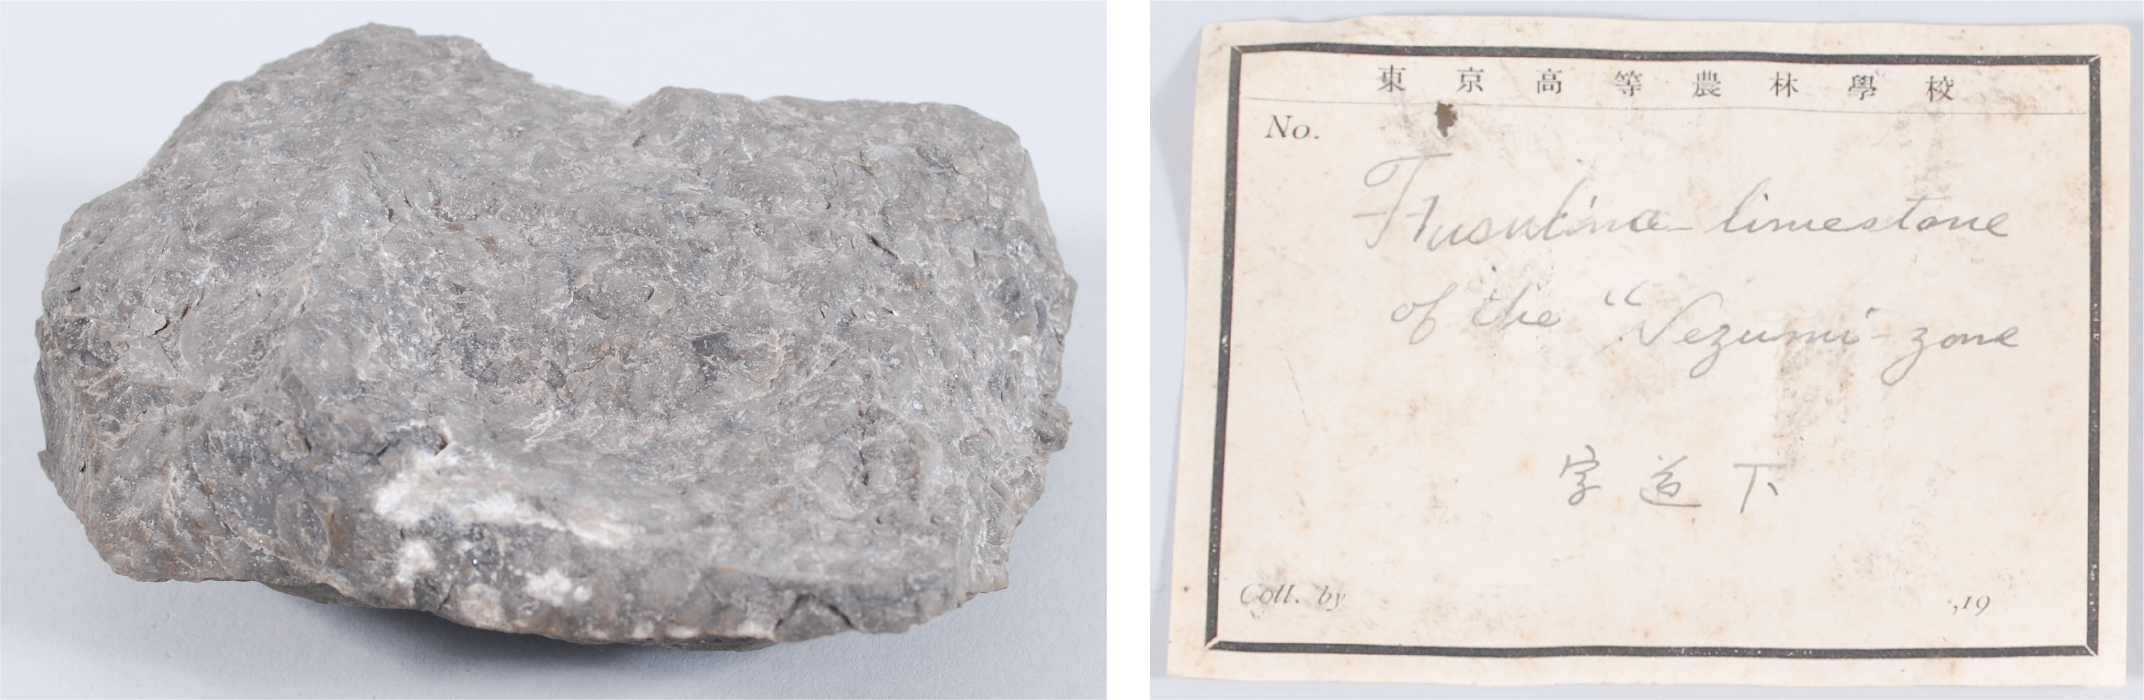 東京高等農林學校
No.
Fusulina-limestone
of the "Nezumi-zone
字道下
Coll. by ,19